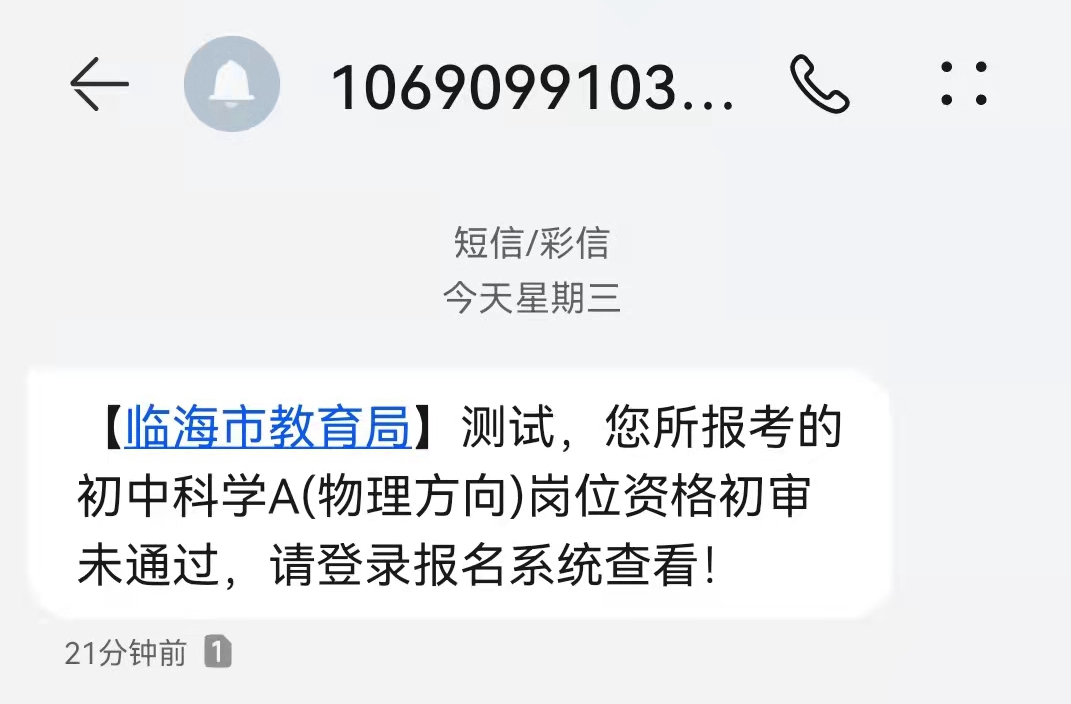 1069099103...
短信/彩信
今天星期三
【临海市教育局】测试，您所报考的
初中科学A(物理方向)岗位资格初审
未通过，请登录报名系统查看！
21分钟前 1